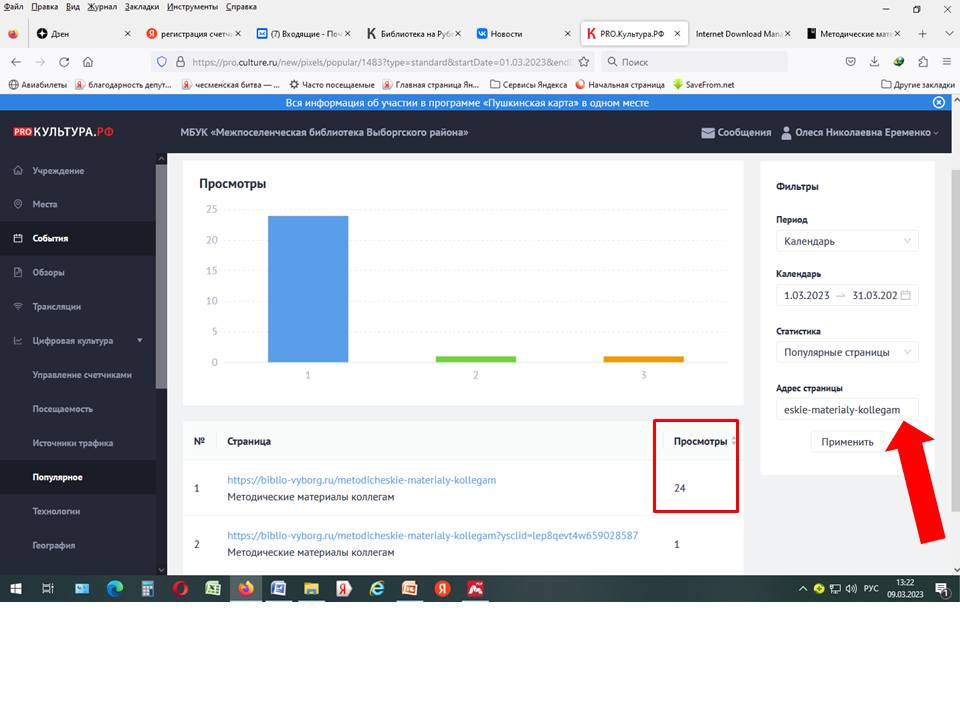 Файл Правка Вид Журнал Закладки Инструменты Справка
Дзен
регистрация счетч
(7) Входящие - Поч
Библиотека на Руб
Новости
PRO.Культура.РФ
Internet Download Man
Методические мат
https://pro.culture.ru/new/pixels/popular/1483?type=standard&startDate=01.03.2023&endD
Поиск
Авиабилеты
благодарность депут...
чесменская битва — ...
Часто посещаемые
Главная страница Ян...
Сервисы Яндекса
Начальная страница
SaveFrom.net
Другие закладки
Вся информация об участии в программе «Пушкинская карта» в одном месте
PRO КУЛЬТУРА.РФ
МБУК «Межпоселенческая библиотека Выборгского района»
Сообщения
Олеся Николаевна Еременко
Учреждение
Места
События
Обзоры
Трансляции
Цифровая культура
Управление счетчиками
Посещаемость
Источники трафика
Популярное
Технологии
География
Просмотры
25
20
15
10
5
0
1 2 3
№ Страница Просмотры
1 https://biblio-vyborg.ru/metodicheskie-materialy-kollegam 24
Методические материалы коллегам
2 https://biblio-vyborg.ru/metodicheskie-materialy-kollegam?ysclid=lep8qevt4w659028587 1
Методические материалы коллегам
Фильтры
Период
Календарь
Календарь
1.03.2023 → 31.03.202
Статистика
Популярные страницы
Адрес страницы
eskie-materialy-kollegam
Применить
РУС
13:22
09.03.2023
1